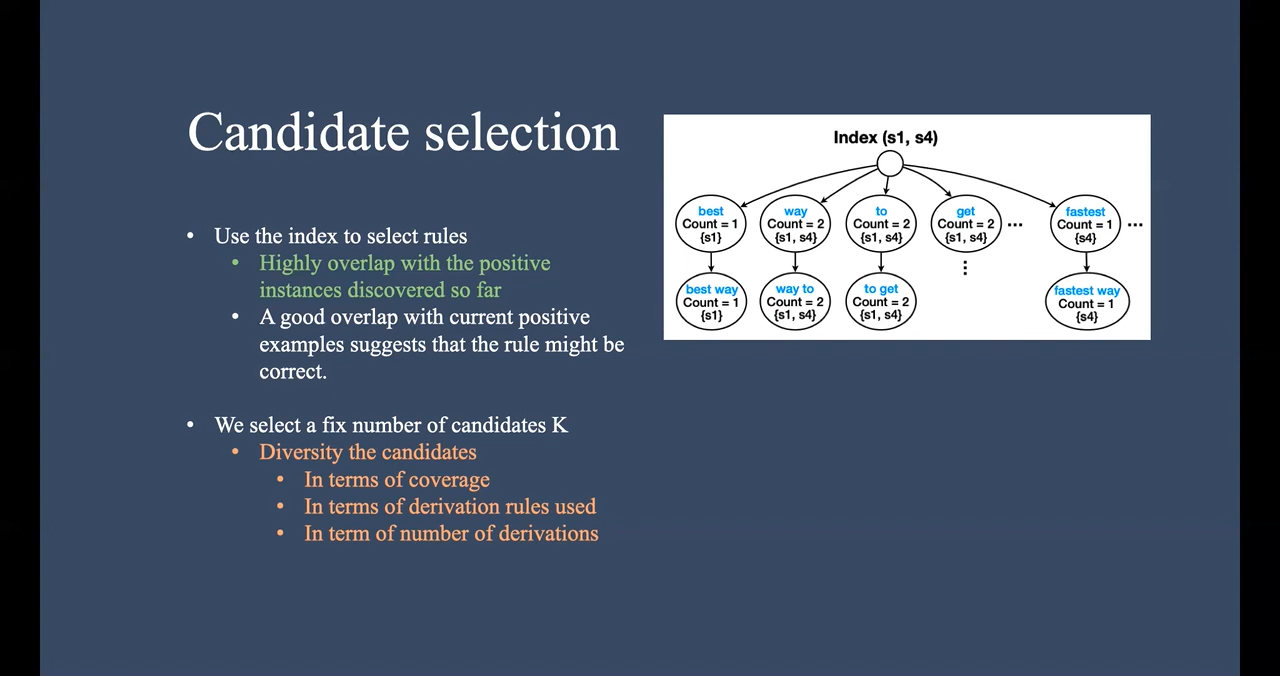 Candidate selection
• Use the index to select rules
• Highly overlap with the positive
instances discovered so far
• A good overlap with current positive
examples suggests that the rule might be
correct.
• We select a fix number of candidates K
• Diversity the candidates
• In terms of coverage
• In terms of derivation rules used
• In term of number of derivations
Index (s1, s4)
best
Count = 1
{s1}
way
Count = 2
{s1, s4}
to
Count = 2
{s1, s4}
get
Count = 2
{s1, s4}
...
fastest
Count = 1
{s4}
...
best way
Count = 1
{s1}
way to
Count = 2
{s1, s4}
to get
Count = 2
{s1, s4}
fastest way
Count = 1
{s4}